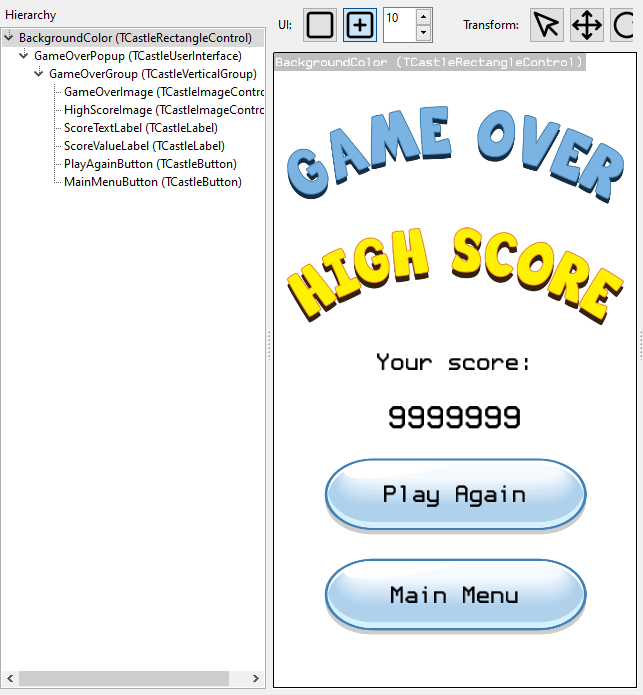 Hierarchy
BackgroundColor (TCastleRectangleControl)
GameOverPopup (TCastleUserInterface)
GameOverGroup (TCastleVerticalGroup)
GameOverImage (TCastleImageContro
HighScoreImage (TCastleImageContro
ScoreTextLabel (TCastleLabel)
ScoreValueLabel (TCastleLabel)
PlayAgainButton (TCastleButton)
MainMenuButton (TCastleButton)
UI: 10 Transform:
BackgroundColor (TCastleRectangleControl)
GAME OVER
HIGH SCORE
Your score:
9999999
Play Again
Main Menu